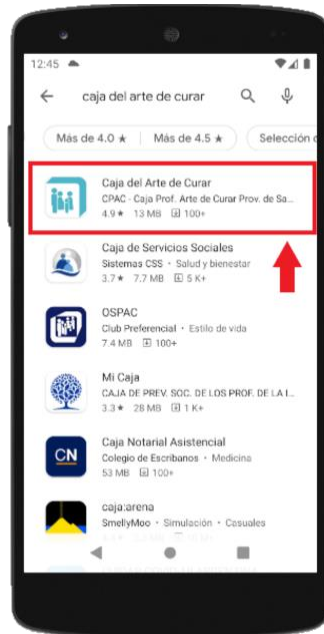 12:45
caja del arte de curar
Más de 4.0 ★ Más de 4.5 ★ Selección
Caja del Arte de Curar
CPAC - Caja Prof. Arte de Curar Prov. de Sa...
4.9 ★ 13 MB 100+
Caja de Servicios Sociales
Sistemas CSS • Salud y bienestar
3.7 ★ 7.7 MB 5 K+
OSPAC
Club Preferencial • Estilo de vida
7.4 MB 100+
Mi Caja
CAJA DE PREV. SOC. DE LOS PROF. DE LA I...
3.3 ★ 28 MB 1 K+
CN
Caja Notarial Asistencial
Colegio de Escribanos • Medicina
53 MB 100+
caja:arena
SmellyMoo • Simulación • Casuales